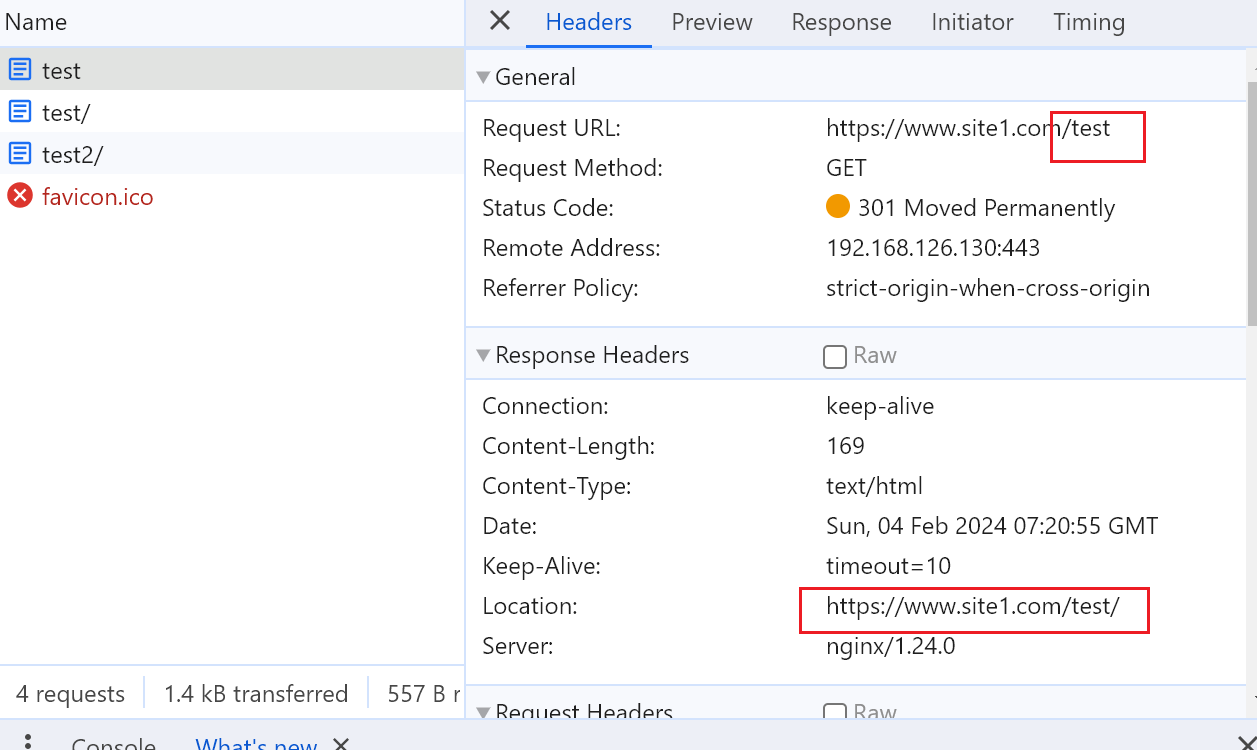 Name
test
test/
test2/
favicon.ico
4 requests 1.4 kB transferred 557 B r
Headers Preview Response Initiator Timing
General
Request URL: https://www.site1.com/test
Request Method: GET
Status Code: 301 Moved Permanently
Remote Address: 192.168.126.130:443
Referrer Policy: strict-origin-when-cross-origin
Response Headers Raw
Connection: keep-alive
Content-Length: 169
Content-Type: text/html
Date: Sun, 04 Feb 2024 07:20:55 GMT
Keep-Alive: timeout=10
Location: https://www.site1.com/test/
Server: nginx/1.24.0
Request Headers Raw
Console What's new